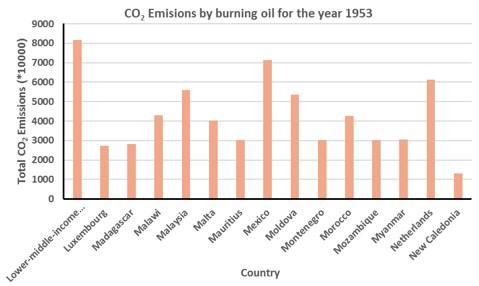 CO₂ Emisions by burning oil for the year 1953
Total CO₂ Emissions (*10000)
9000
8000
7000
6000
5000
4000
3000
2000
1000
0
Lower-middle-income...
Luxembourg
Madagascar
Malawi
Malaysia
Malta
Mauritius
Mexico
Moldova
Montenegro
Morocco
Mozambique
Myanmar
Netherlands
New Caledonia
Country